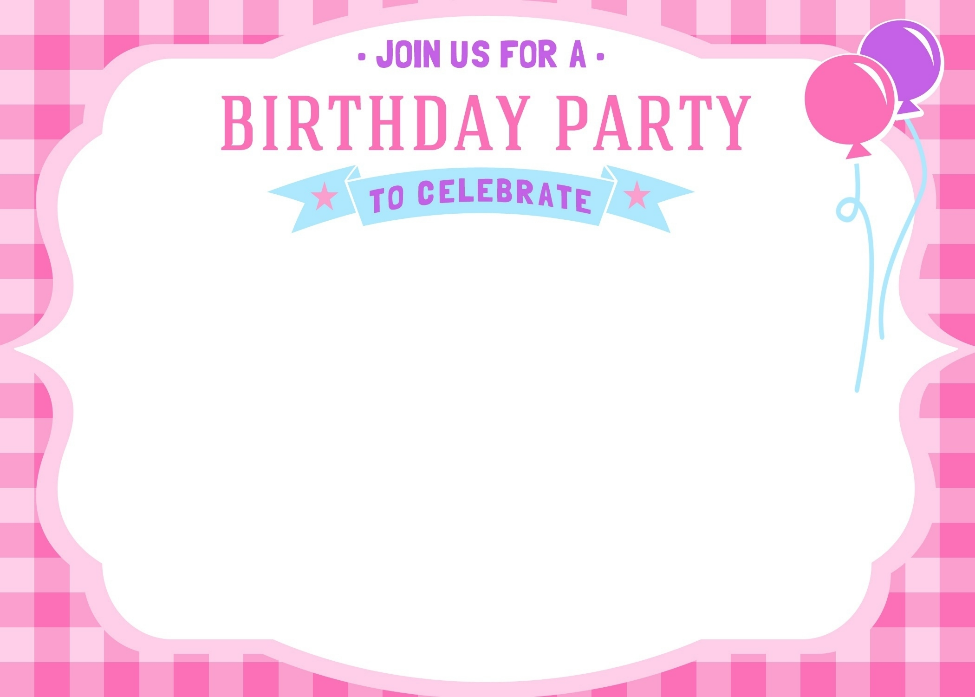 · JOIN US FOR A ·
BIRTHDAY PARTY
TO CELEBRATE